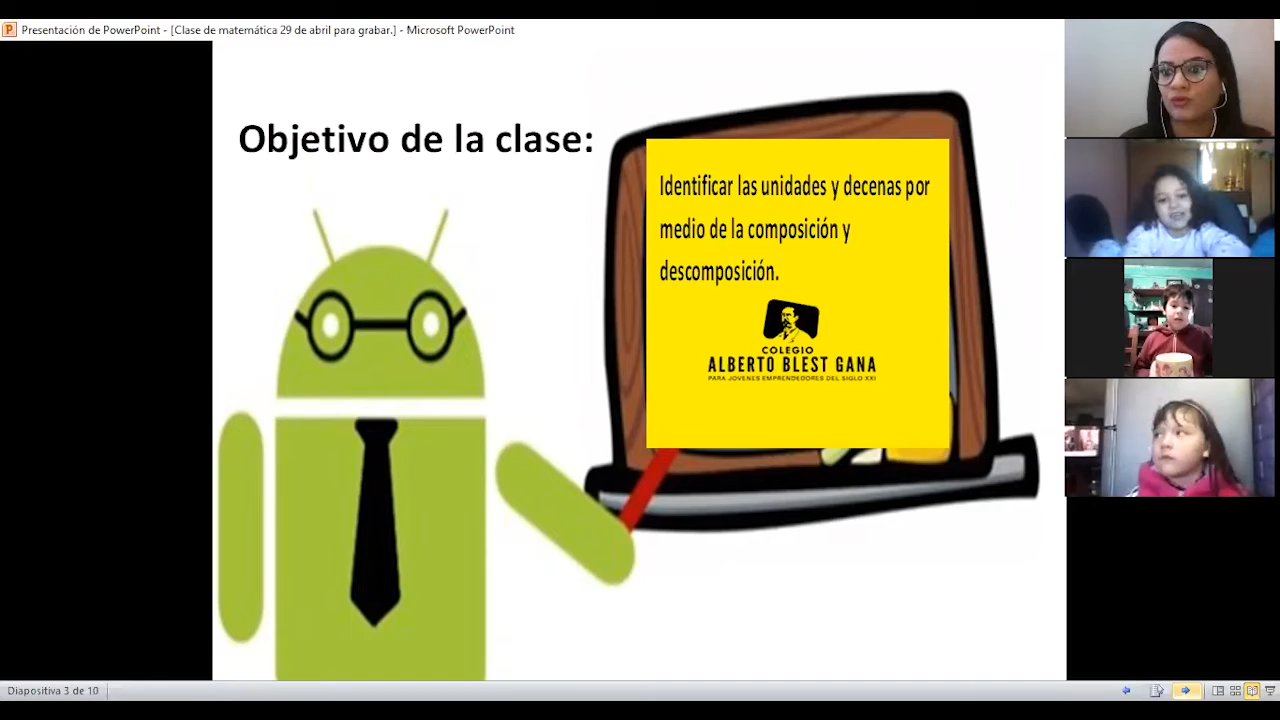 Presentación de PowerPoint - [Clase de matemática 29 de abril para grabar.] - Microsoft PowerPoint
Objetivo de la clase:
Identificar las unidades y decenas por
medio de la composición y
descomposición.
COLEGIO
ALBERTO BLEST GANA
PARA JOVENES EMPRENDEDORES DEL SIGLO XXI
Diapositiva 3 de 10